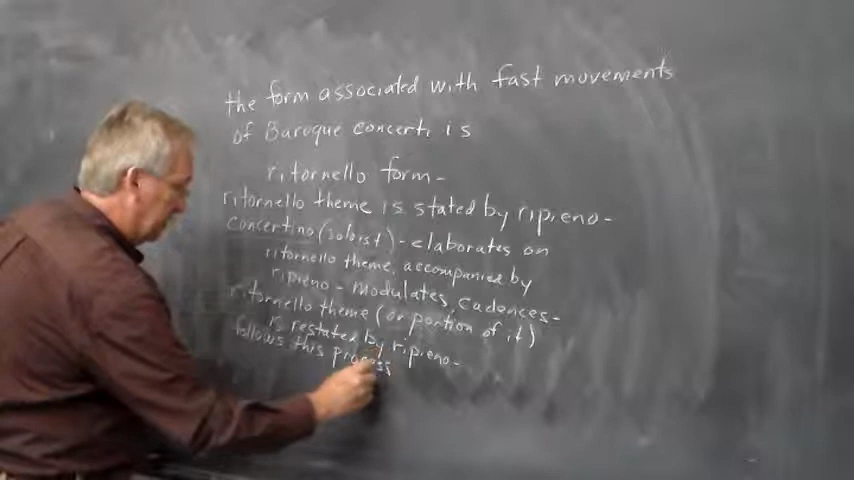 the form associated with fast movements
of Baroque concerti is
ritornello form-
ritornello theme is stated by ripieno-
concertino (soloist) - elaborates on
ritornello theme, accompanied by
ripieno - modulates, cadences-
ritornello theme (or portion of it)
is restated by ripieno-
follows this process